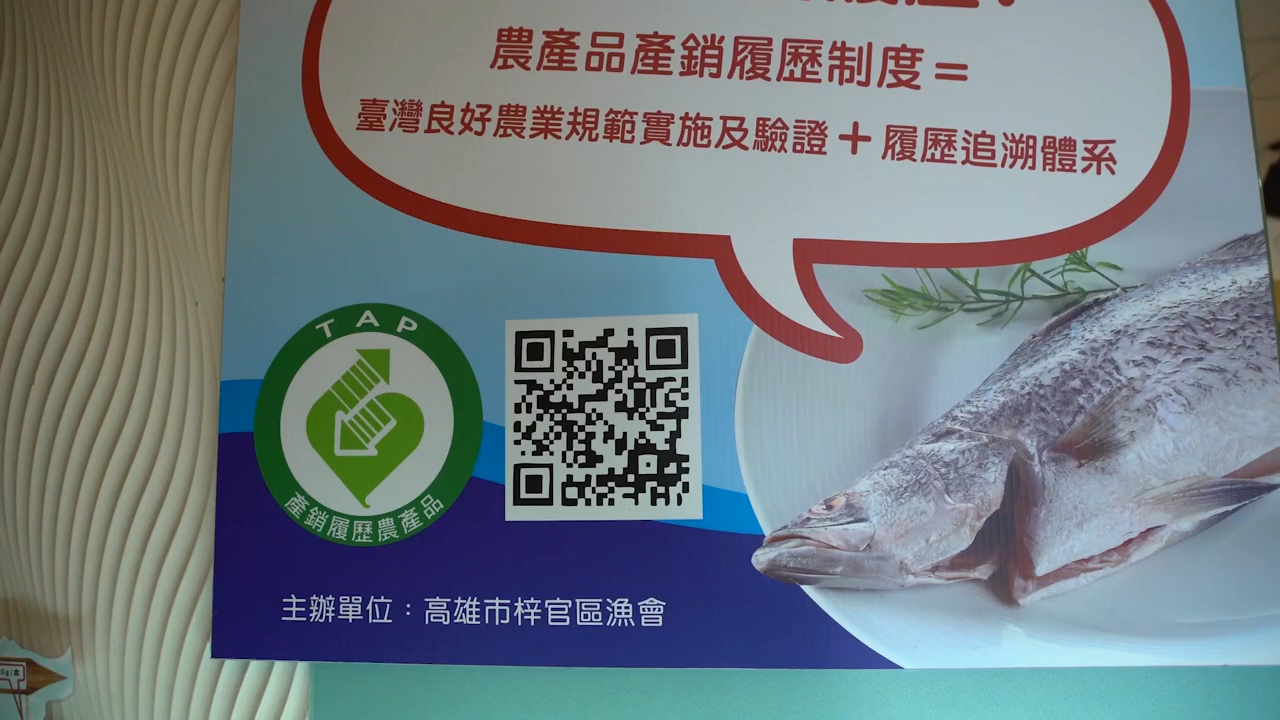 農產品產銷履歷制度=
臺灣良好農業規範實施及驗證+履歷追溯體系
TAP
產銷履歷農產品
主辦單位:高雄市梓官區漁會